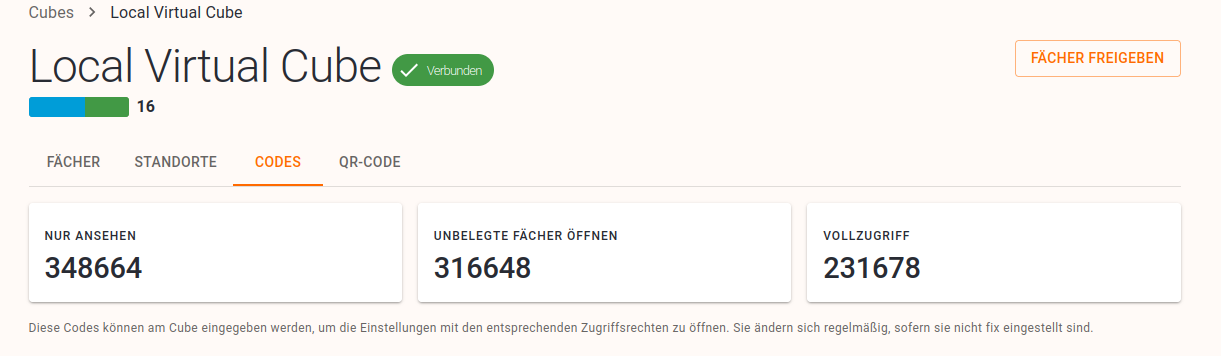 Cubes > Local Virtual Cube
Local Virtual Cube Verbunden FÄCHER FREIGEBEN
16
FÄCHER STANDORTE CODES QR-CODE
NUR ANSEHEN
348664
UNBELEGTE FÄCHER ÖFFNEN
316648
VOLLZUGRIFF
231678
Diese Codes können am Cube eingegeben werden, um die Einstellungen mit den entsprechenden Zugriffsrechten zu öffnen. Sie ändern sich regelmäßig, sofern sie nicht fix eingestellt sind.